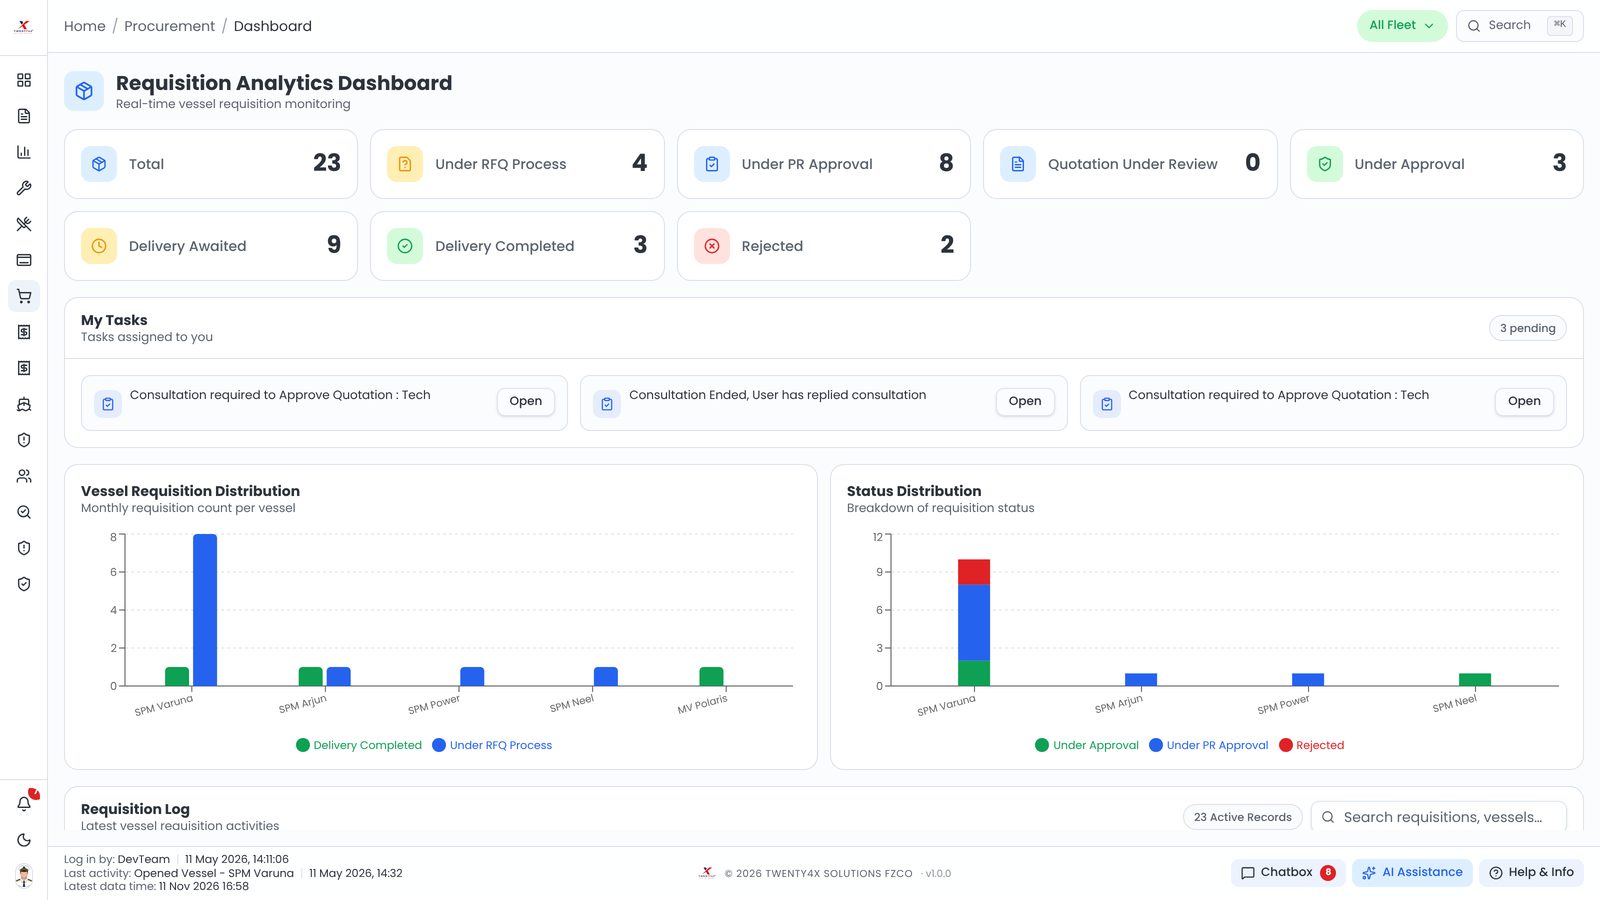 Home / Procurement / Dashboard
All Fleet
Search
⌘K
Requisition Analytics Dashboard
Real-time vessel requisition monitoring
Total 23
Under RFQ Process 4
Under PR Approval 8
Quotation Under Review 0
Under Approval 3
Delivery Awaited 9
Delivery Completed 3
Rejected 2
My Tasks
Tasks assigned to you
3 pending
Consultation required to Approve Quotation : Tech
Open
Consultation Ended, User has replied consultation
Open
Consultation required to Approve Quotation : Tech
Open
Vessel Requisition Distribution
Monthly requisition count per vessel
8
6
4
2
0
SPM Varuna
SPM Arjun
SPM Power
SPM Neel
MV Polaris
Delivery Completed
Under RFQ Process
Status Distribution
Breakdown of requisition status
12
9
6
3
0
SPM Varuna
SPM Arjun
SPM Power
SPM Neel
Under Approval
Under PR Approval
Rejected
Requisition Log
Latest vessel requisition activities
23 Active Records
Search requisitions, vessels...
Log in by: DevTeam | 11 May 2026, 14:11:06
Last activity: Opened Vessel - SPM Varuna | 11 May 2026, 14:32
Latest data time: 11 Nov 2026 16:58
© 2026 TWENTY4X SOLUTIONS FZCO · v1.0.0
Chatbox 8
AI Assistance
Help & Info